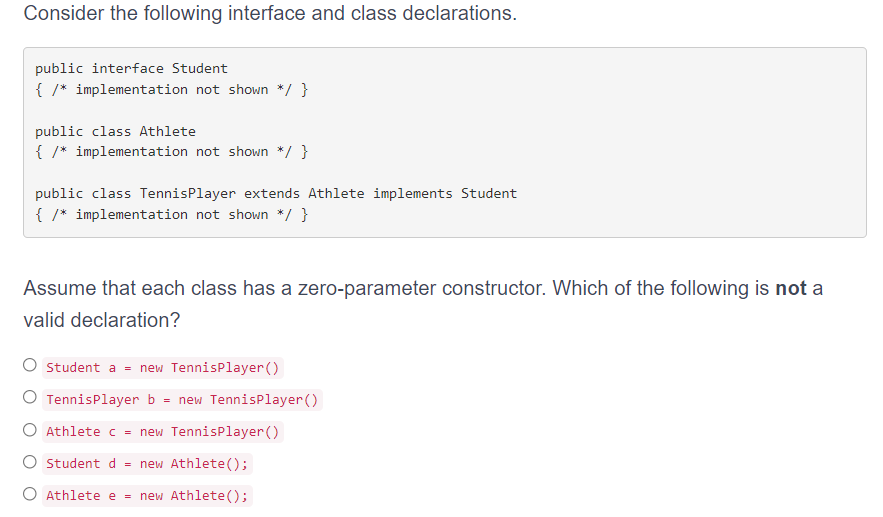 Consider the following interface and class declarations.
public interface Student
{ /* implementation not shown */ }
public class Athlete
{ /* implementation not shown */ }
public class TennisPlayer extends Athlete implements Student
{ /* implementation not shown */ }
Assume that each class has a zero-parameter constructor. Which of the following is not a
valid declaration?
Student a = new TennisPlayer()
TennisPlayer b = new TennisPlayer()
Athlete c = new TennisPlayer()
Student d = new Athlete();
Athlete e = new Athlete();